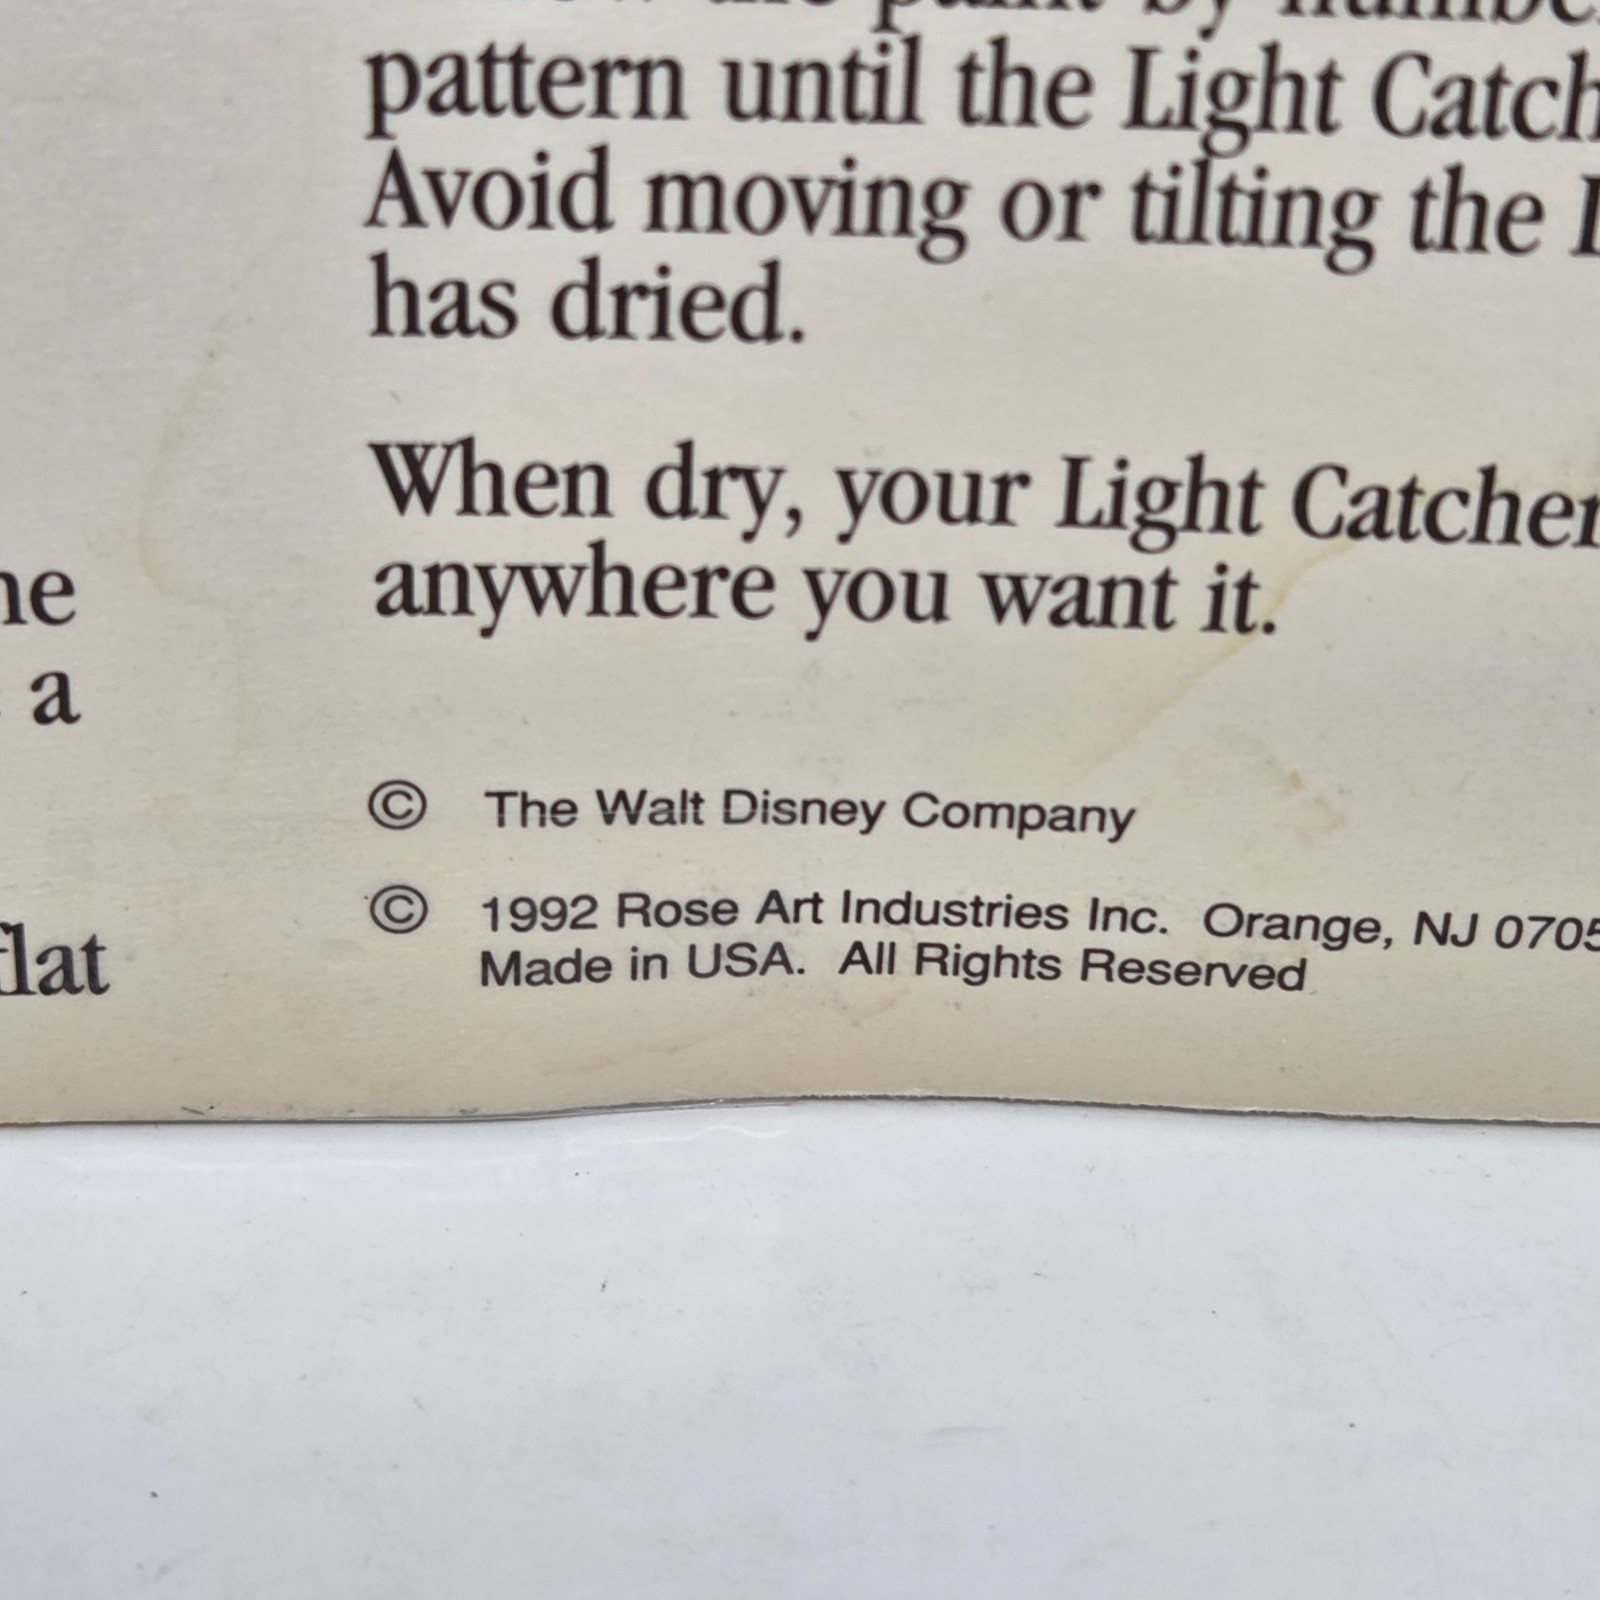 pattern until the Light Catch
Avoid moving or tilting the
has dried.
When dry, your Light Catcher
anywhere you want it.
he
a
flat
© The Walt Disney Company
© 1992 Rose Art Industries Inc. Orange, NJ 0705
Made in USA. All Rights Reserved